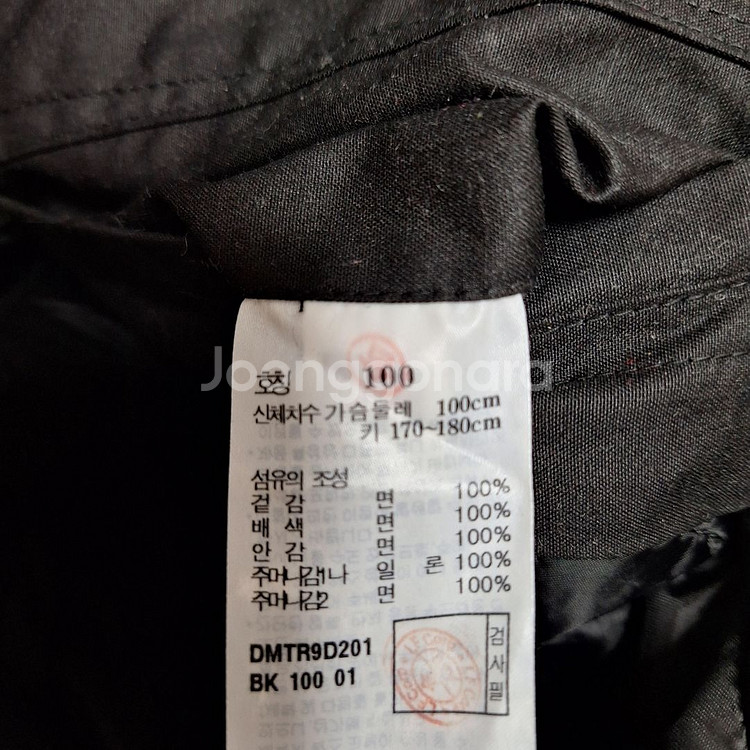 Joongonara
호칭 100
신체치수 가슴둘레 100cm
키 170~180cm
섬유의 조성
겉감 면 100%
배색 면 100%
안감 면 100%
주머니감1 나일론 100%
주머니감2 면 100%
DMTR9D201
BK 100 01
검사필